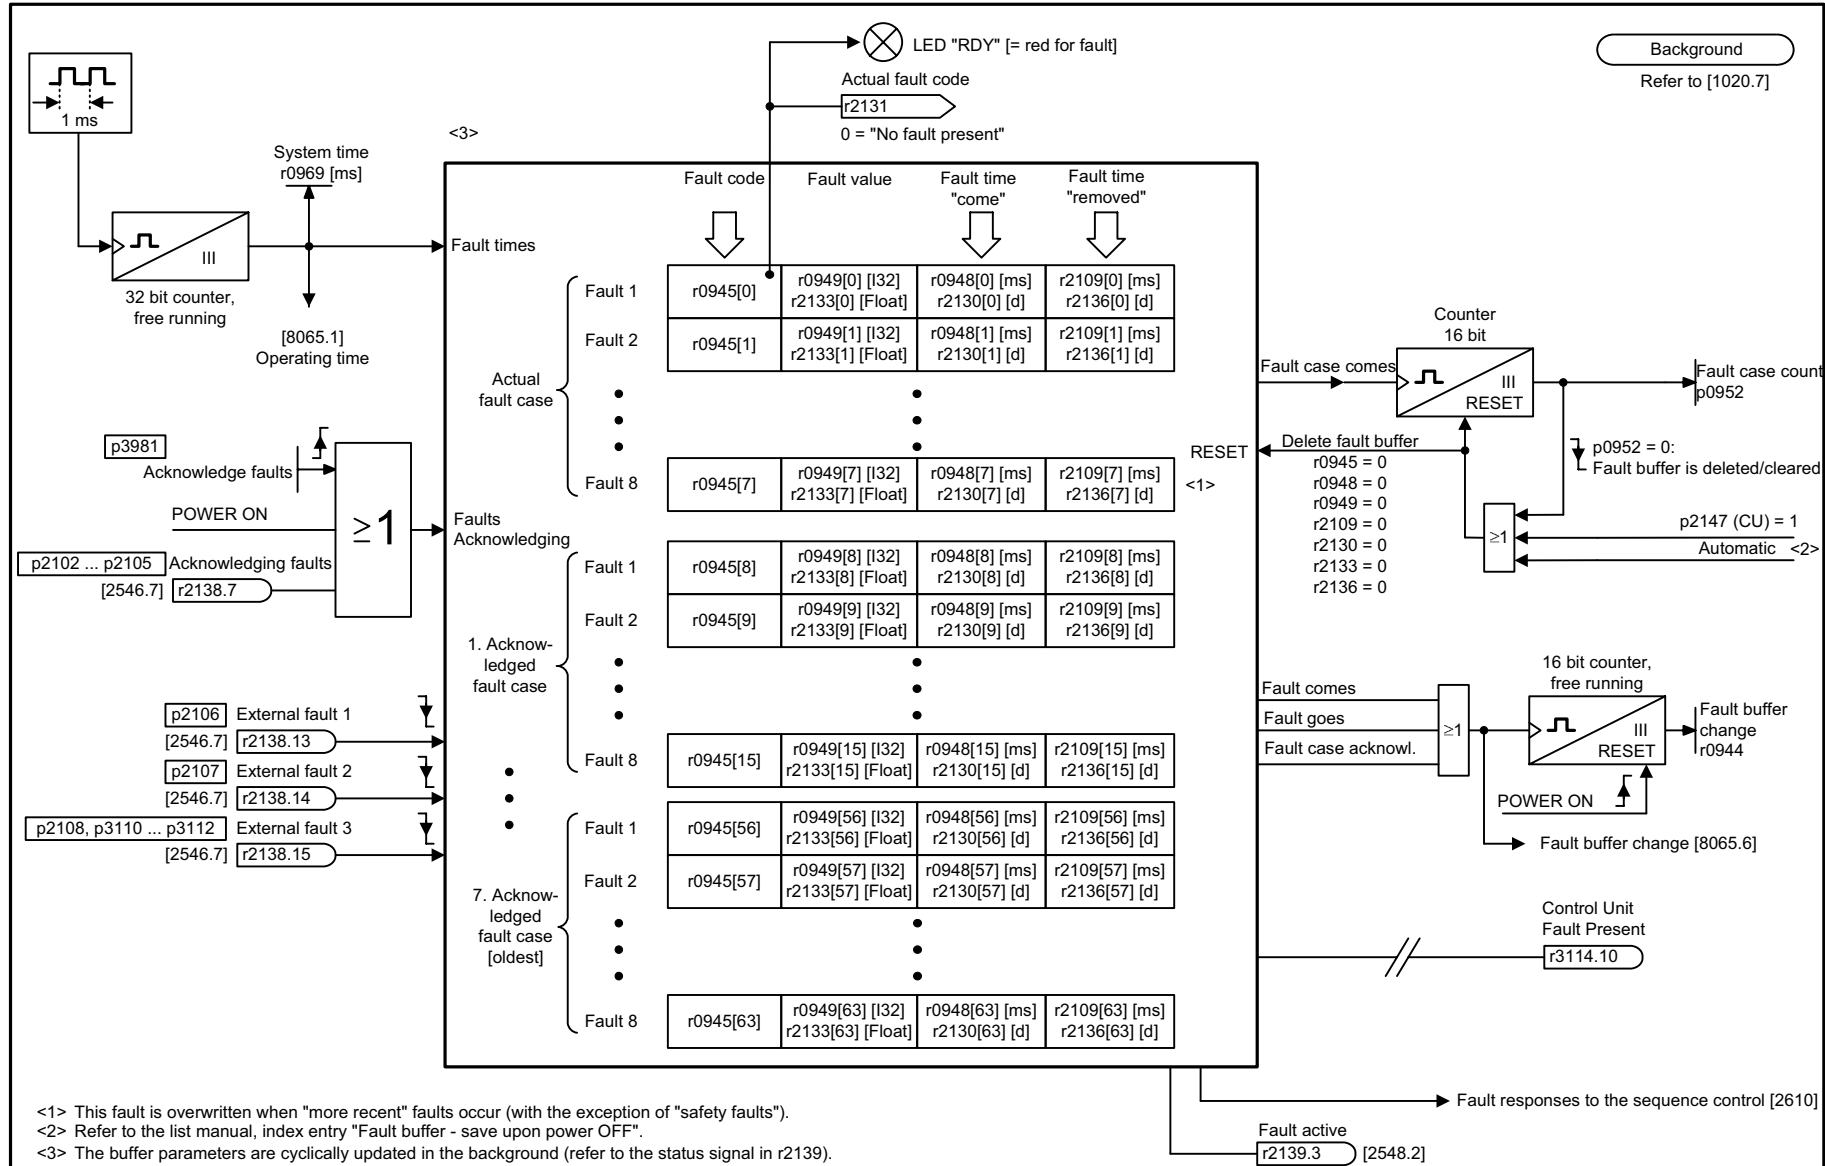 LED "RDY" [= red for fault]
Background
Refer to [1020.7]
Actual fault code
r2131
0 = "No fault present"
1 ms
<3>
System time
r0969 [ms]
III
32 bit counter,
free running
[8065.1]
Operating time
Fault times
Fault code
Fault value
Fault time
"come"
Fault time
"removed"
Actual
fault case
Fault 1
r0945[0]
r0949[0] [I32]
r2133[0] [Float]
r0948[0] [ms]
r2130[0] [d]
r2109[0] [ms]
r2136[0] [d]
Fault 2
r0945[1]
r0949[1] [I32]
r2133[1] [Float]
r0948[1] [ms]
r2130[1] [d]
r2109[1] [ms]
r2136[1] [d]
Fault 8
r0945[7]
r0949[7] [I32]
r2133[7] [Float]
r0948[7] [ms]
r2130[7] [d]
r2109[7] [ms]
r2136[7] [d]
<1>
p3981
Acknowledge faults
POWER ON
p2102 ... p2105
Acknowledging faults
[2546.7]
r2138.7
≥1
Faults
Acknowledging
1. Acknow-
ledged
fault case
Fault 1
r0945[8]
r0949[8] [I32]
r2133[8] [Float]
r0948[8] [ms]
r2130[8] [d]
r2109[8] [ms]
r2136[8] [d]
Fault 2
r0945[9]
r0949[9] [I32]
r2133[9] [Float]
r0948[9] [ms]
r2130[9] [d]
r2109[9] [ms]
r2136[9] [d]
Fault 8
r0945[15]
r0949[15] [I32]
r2133[15] [Float]
r0948[15] [ms]
r2130[15] [d]
r2109[15] [ms]
r2136[15] [d]
p2106
External fault 1
[2546.7]
r2138.13
p2107
External fault 2
[2546.7]
r2138.14
p2108, p3110 ... p3112
External fault 3
[2546.7]
r2138.15
7. Acknow-
ledged
fault case
[oldest]
Fault 1
r0945[56]
r0949[56] [I32]
r2133[56] [Float]
r0948[56] [ms]
r2130[56] [d]
r2109[56] [ms]
r2136[56] [d]
Fault 2
r0945[57]
r0949[57] [I32]
r2133[57] [Float]
r0948[57] [ms]
r2130[57] [d]
r2109[57] [ms]
r2136[57] [d]
Fault 8
r0945[63]
r0949[63] [I32]
r2133[63] [Float]
r0948[63] [ms]
r2130[63] [d]
r2109[63] [ms]
r2136[63] [d]
Counter
16 bit
Fault case comes
III
RESET
Fault case count
p0952
RESET
Delete fault buffer
r0945 = 0
r0948 = 0
r0949 = 0
r2109 = 0
r2130 = 0
r2133 = 0
r2136 = 0
p0952 = 0:
Fault buffer is deleted/cleared
≥1
p2147 (CU) = 1
Automatic <2>
Fault comes
Fault goes
Fault case acknowl.
≥1
16 bit counter,
free running
III
RESET
Fault buffer
change
r0944
POWER ON
Fault buffer change [8065.6]
Control Unit
Fault Present
r3114.10
Fault responses to the sequence control [2610]
Fault active
r2139.3
[2548.2]
<1> This fault is overwritten when "more recent" faults occur (with the exception of "safety faults").
<2> Refer to the list manual, index entry "Fault buffer - save upon power OFF".
<3> The buffer parameters are cyclically updated in the background (refer to the status signal in r2139).